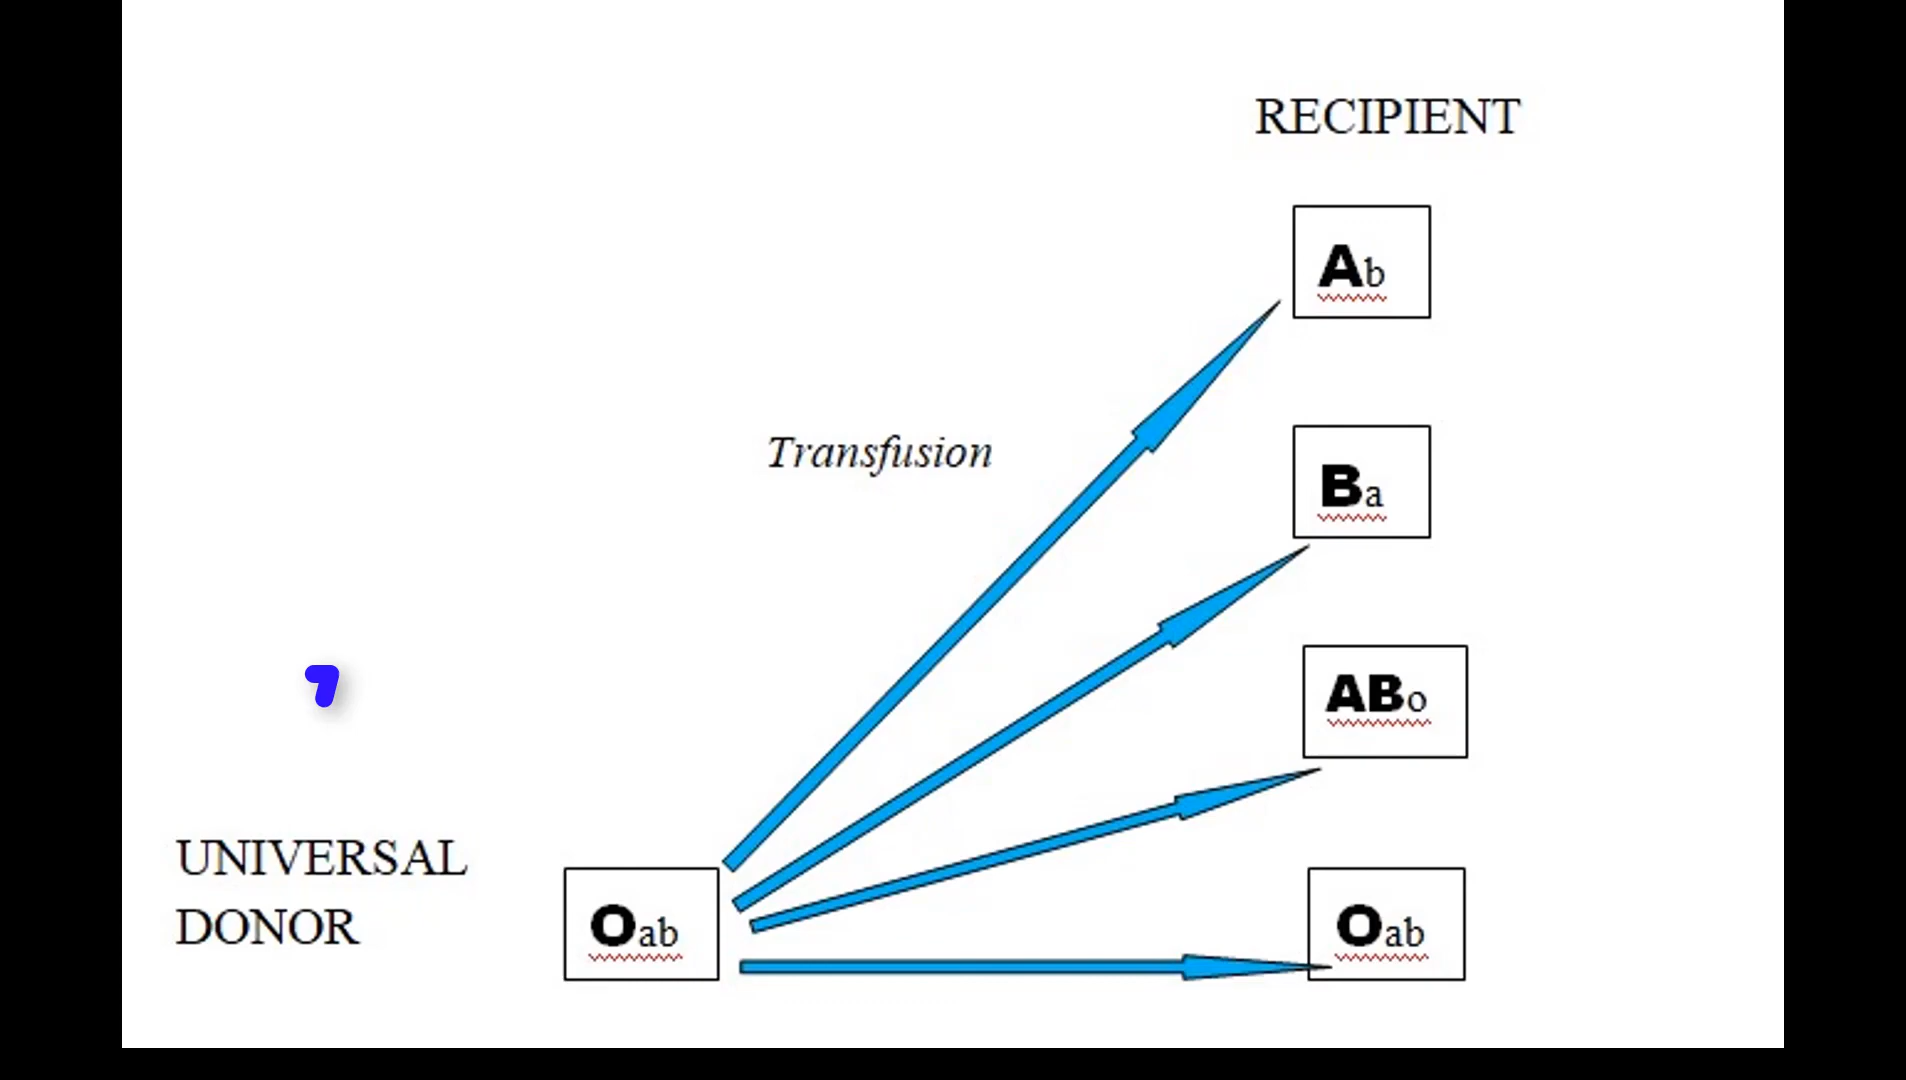 RECIPIENT
Ab
Transfusion
Ba
ABo
UNIVERSAL
DONOR
Oab
Oab